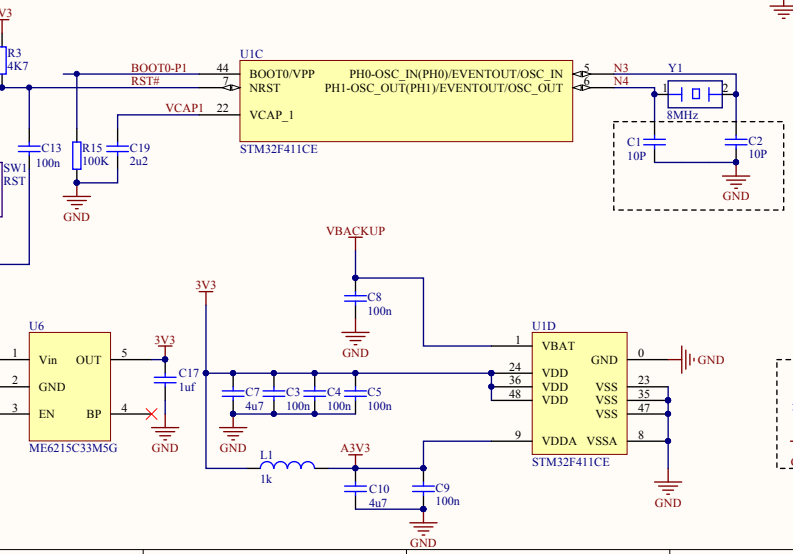 V3
R3
4K7
BOOT0-P1
RST#
VCAP1
44
7
22
U1C
BOOT0/VPP
NRST
VCAP_1
PH0-OSC_IN(PH0)/EVENTOUT/OSC_IN
PH1-OSC_OUT(PH1)/EVENTOUT/OSC_OUT
STM32F411CE
5
6
N3
N4
Y1
1
2
8MHz
C1
10P
C2
10P
GND
C13
100n
R15
100K
C19
2u2
GND
SW1
RST
VBACKUP
C8
100n
GND
3V3
U6
1
2
3
Vin
GND
EN
OUT
BP
5
4
ME6215C33M5G
3V3
C17
1uf
GND
C7
4u7
C3
100n
C4
100n
C5
100n
GND
L1
1k
A3V3
C10
4u7
C9
100n
GND
U1D
1
24
36
48
9
VBAT
VDD
VDD
VDD
VDDA
GND
VSS
VSS
VSS
VSSA
0
23
35
47
8
STM32F411CE
GND
GND